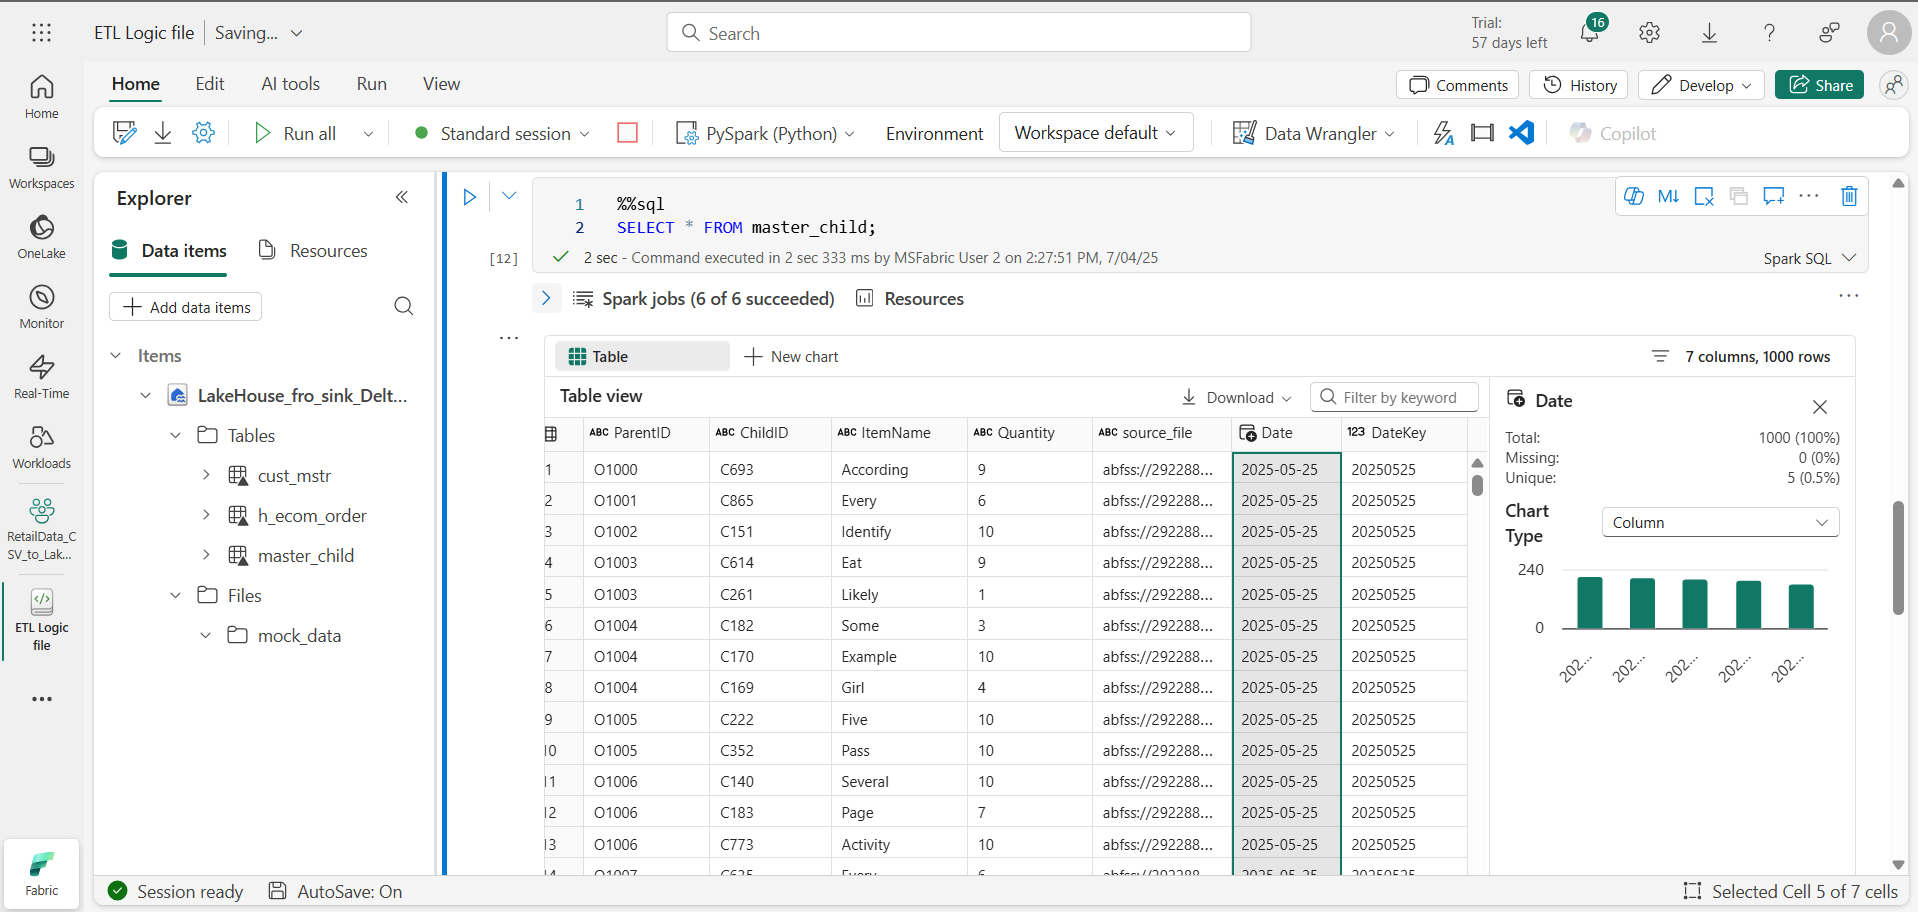 ETL Logic file
Saving...
Search
Trial:
57 days left
16
Home
Edit
AI tools
Run
View
Comments
History
Develop
Share
Run all
Standard session
PySpark (Python)
Environment
Workspace default
Data Wrangler
Copilot
Home
Workspaces
OneLake
Monitor
Real-Time
Workloads
RetailData_C
SV_to_Lak...
ETL Logic
file
Fabric
Explorer
Data items
Resources
Add data items
Items
LakeHouse_fro_sink_Delt...
Tables
cust_mstr
h_ecom_order
master_child
Files
mock_data
1 %%sql
2 SELECT * FROM master_child;
[12]
2 sec - Command executed in 2 sec 333 ms by MSFabric User 2 on 2:27:51 PM, 7/04/25
Spark SQL
Spark jobs (6 of 6 succeeded)
Resources
Table
New chart
7 columns, 1000 rows
Table view
Download
Filter by keyword
ABC ParentID ABC ChildID ABC ItemName ABC Quantity ABC source_file Date 123 DateKey
1 O1000 C693 According 9 abfss://292288... 2025-05-25 20250525
2 O1001 C865 Every 6 abfss://292288... 2025-05-25 20250525
3 O1002 C151 Identify 10 abfss://292288... 2025-05-25 20250525
4 O1003 C614 Eat 9 abfss://292288... 2025-05-25 20250525
5 O1003 C261 Likely 1 abfss://292288... 2025-05-25 20250525
6 O1004 C182 Some 3 abfss://292288... 2025-05-25 20250525
7 O1004 C170 Example 10 abfss://292288... 2025-05-25 20250525
8 O1004 C169 Girl 4 abfss://292288... 2025-05-25 20250525
9 O1005 C222 Five 10 abfss://292288... 2025-05-25 20250525
10 O1005 C352 Pass 10 abfss://292288... 2025-05-25 20250525
11 O1006 C140 Several 10 abfss://292288... 2025-05-25 20250525
12 O1006 C183 Page 7 abfss://292288... 2025-05-25 20250525
13 O1006 C773 Activity 10 abfss://292288... 2025-05-25 20250525
Date
Total: 1000 (100%)
Missing: 0 (0%)
Unique: 5 (0.5%)
Chart
Type
Column
240
0
202... 202... 202... 202... 202...
Session ready
AutoSave: On
Selected Cell 5 of 7 cells